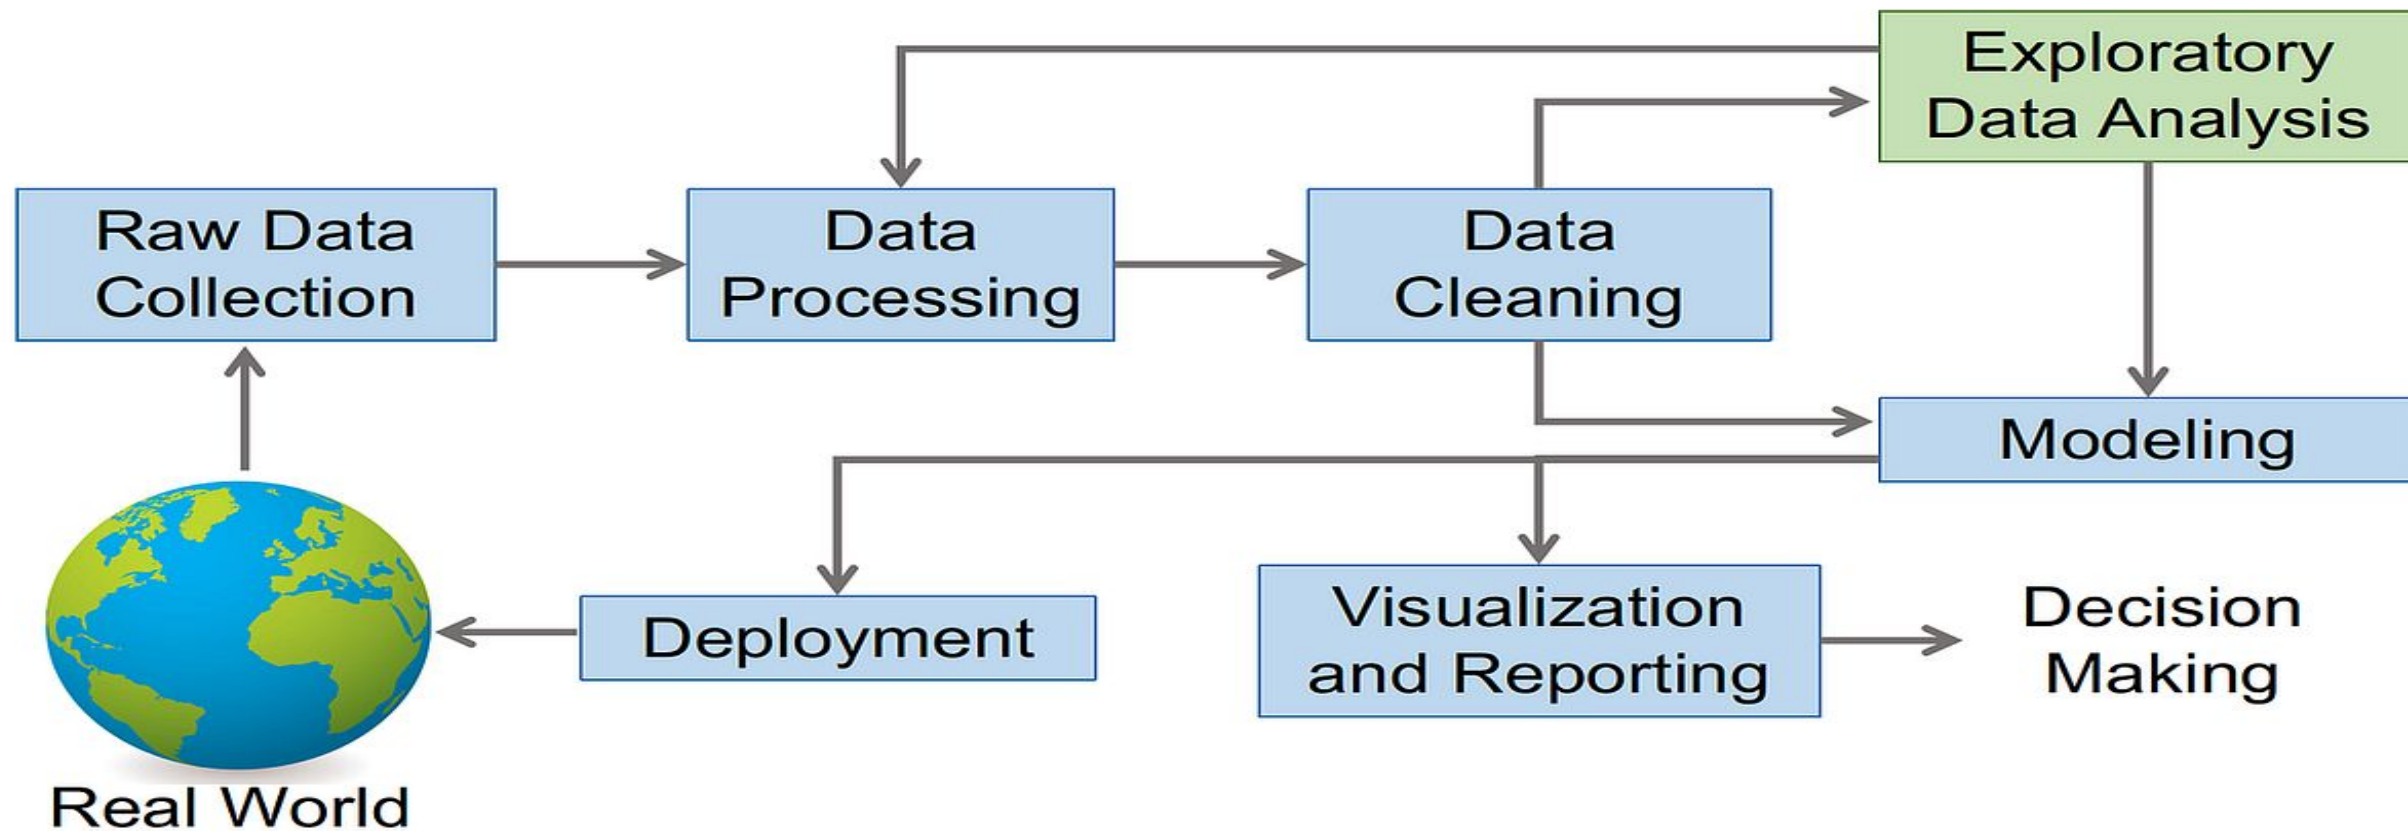 Exploratory
Data Analysis
Raw Data
Collection
Data
Processing
Data
Cleaning
Modeling
Deployment
Visualization
and Reporting
Decision
Making
Real World